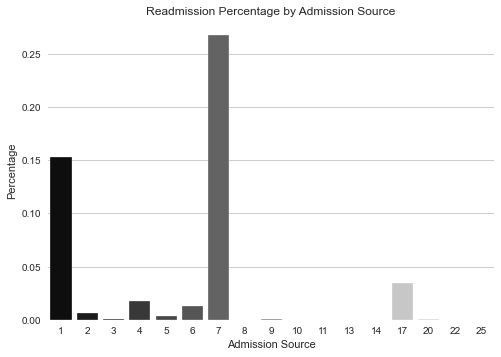 Readmission Percentage by Admission Source
0.25
0.20
0.15
0.10
0.05
0.00
Percentage
1 2 3 4 5 6 7 8 9 10 11 13 14 17 20 22 25
Admission Source